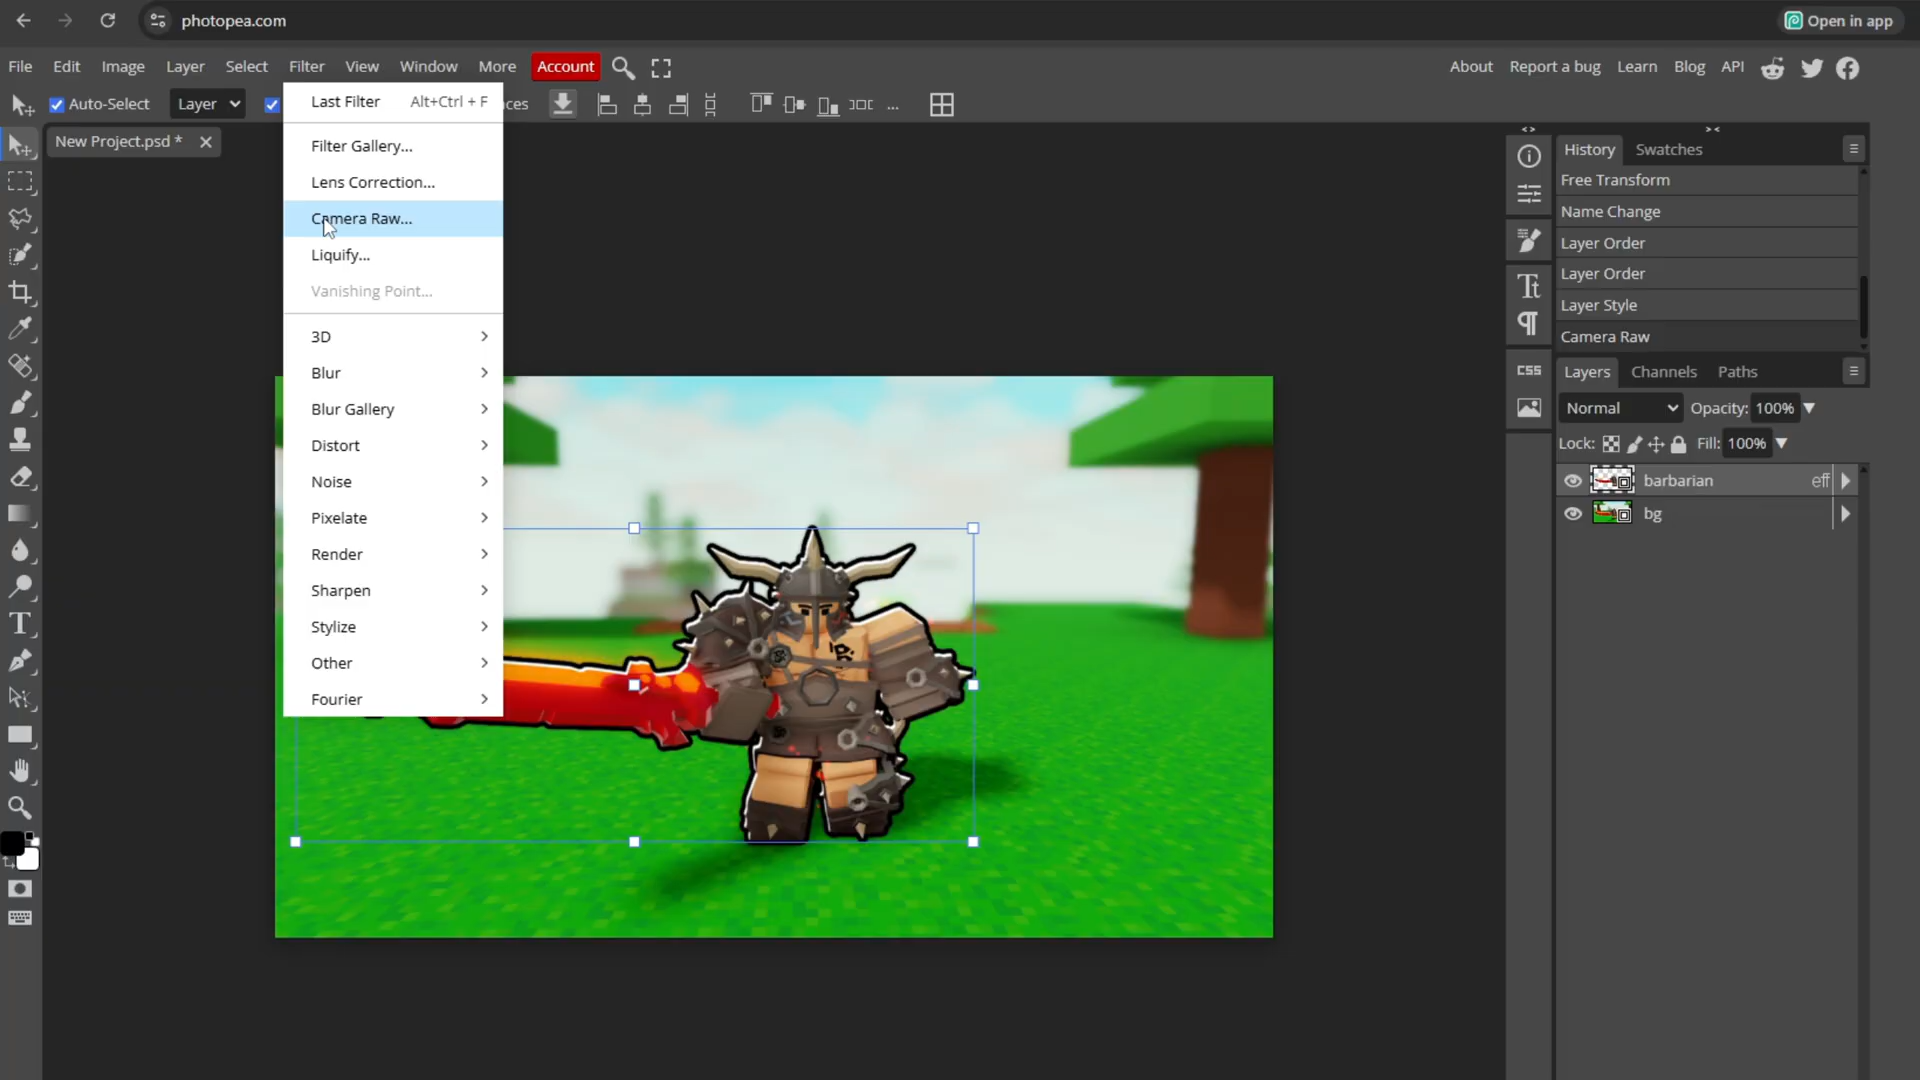 photopea.com
Open in app
File Edit Image Layer Select Filter View Window More Account
About Report a bug Learn Blog API
Auto-Select Layer
...
New Project.psd *
Last Filter Alt+Ctrl + F
Filter Gallery...
Lens Correction...
Camera Raw...
Liquify...
Vanishing Point...
3D
Blur
Blur Gallery
Distort
Noise
Pixelate
Render
Sharpen
Stylize
Other
Fourier
History Swatches
Free Transform
Name Change
Layer Order
Layer Order
Layer Style
Camera Raw
CSS
Layers Channels Paths
Normal Opacity: 100%
Lock: Fill: 100%
barbarian eff
bg